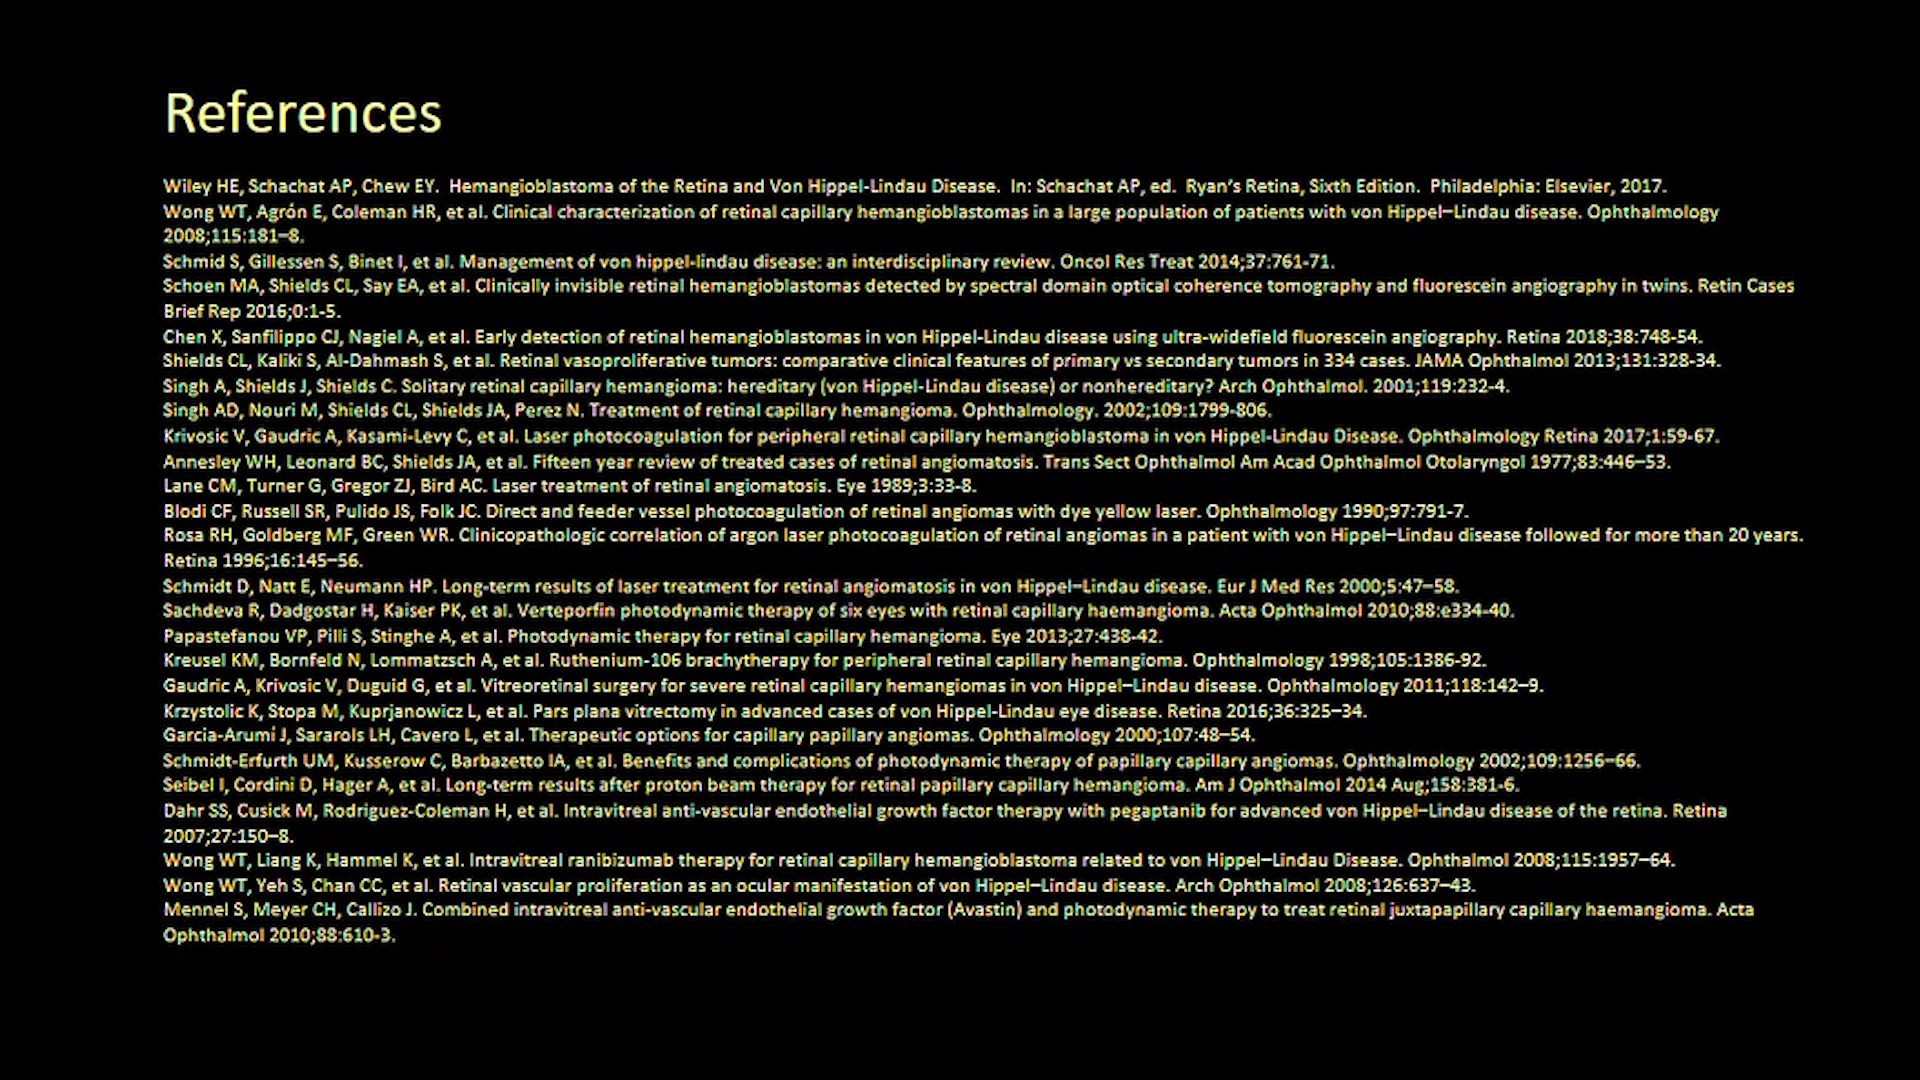 References
Wiley HE, Schachat AP, Chew EY.  Hemangioblastoma of the Retina and Von Hippel-Lindau Disease.  In: Schachat AP, ed.  Ryan’s Retina, Sixth Edition.  Philadelphia: Elsevier, 2017.
Wong WT, Agrón E, Coleman HR, et al. Clinical characterization of retinal capillary hemangioblastomas in a large population of patients with von Hippel–Lindau disease. Ophthalmology
2008;115:181–8.
Schmid S, Gillessen S, Binet I, et al. Management of von hippel-lindau disease: an interdisciplinary review. Oncol Res Treat 2014;37:761-71.
Schoen MA, Shields CL, Say EA, et al. Clinically invisible retinal hemangioblastomas detected by spectral domain optical coherence tomography and fluorescein angiography in twins. Retin Cases
Brief Rep 2016;0:1-5.
Chen X, Sanfilippo CJ, Nagiel A, et al. Early detection of retinal hemangioblastomas in von Hippel-Lindau disease using ultra-widefield fluorescein angiography. Retina 2018;38:748-54.
Shields CL, Kaliki S, Al-Dahmash S, et al. Retinal vasoproliferative tumors: comparative clinical features of primary vs secondary tumors in 334 cases. JAMA Ophthalmol 2013;131:328-34.
Singh A, Shields J, Shields C. Solitary retinal capillary hemangioma: hereditary (von Hippel-Lindau disease) or nonhereditary? Arch Ophthalmol. 2001;119:232-4.
Singh AD, Nouri M, Shields CL, Shields JA, Perez N. Treatment of retinal capillary hemangioma. Ophthalmology. 2002;109:1799-806.
Krivosic V, Gaudric A, Kasami-Levy C, et al. Laser photocoagulation for peripheral retinal capillary hemangioblastoma in von Hippel-Lindau Disease. Ophthalmology Retina 2017;1:59-67.
Annesley WH, Leonard BC, Shields JA, et al. Fifteen year review of treated cases of retinal angiomatosis. Trans Sect Ophthalmol Am Acad Ophthalmol Otolaryngol 1977;83:446–53.
Lane CM, Turner G, Gregor ZJ, Bird AC. Laser treatment of retinal angiomatosis. Eye 1989;3:33-8.
Blodi CF, Russell SR, Pulido JS, Folk JC. Direct and feeder vessel photocoagulation of retinal angiomas with dye yellow laser. Ophthalmology 1990;97:791-7.
Rosa RH, Goldberg MF, Green WR. Clinicopathologic correlation of argon laser photocoagulation of retinal angiomas in a patient with von Hippel–Lindau disease followed for more than 20 years.
Retina 1996;16:145–56.
Schmidt D, Natt E, Neumann HP. Long-term results of laser treatment for retinal angiomatosis in von Hippel–Lindau disease. Eur J Med Res 2000;5:47–58.
Sachdeva R, Dadgostar H, Kaiser PK, et al. Verteporfin photodynamic therapy of six eyes with retinal capillary haemangioma. Acta Ophthalmol 2010;88:e334-40.
Papastefanou VP, Pilli S, Stinghe A, et al. Photodynamic therapy for retinal capillary hemangioma. Eye 2013;27:438-42.
Kreusel KM, Bornfeld N, Lommatzsch A, et al. Ruthenium-106 brachytherapy for peripheral retinal capillary hemangioma. Ophthalmology 1998;105:1386-92.
Gaudric A, Krivosic V, Duguid G, et al. Vitreoretinal surgery for severe retinal capillary hemangiomas in von Hippel–Lindau disease. Ophthalmology 2011;118:142–9.
Krzystolic K, Stopa M, Kuprjanowicz L, et al. Pars plana vitrectomy in advanced cases of von Hippel-Lindau eye disease. Retina 2016;36:325–34.
Garcia-Arumi J, Sararols LH, Cavero L, et al. Therapeutic options for capillary papillary angiomas. Ophthalmology 2000;107:48–54.
Schmidt-Erfurth UM, Kusserow C, Barbazetto IA, et al. Benefits and complications of photodynamic therapy of papillary capillary angiomas. Ophthalmology 2002;109:1256–66.
Seibel I, Cordini D, Hager A, et al. Long-term results after proton beam therapy for retinal papillary capillary hemangioma. Am J Ophthalmol 2014 Aug;158:381-6.
Dahr SS, Cusick M, Rodriguez-Coleman H, et al. Intravitreal anti-vascular endothelial growth factor therapy with pegaptanib for advanced von Hippel–Lindau disease of the retina. Retina
2007;27:150–8.
Wong WT, Liang K, Hammel K, et al. Intravitreal ranibizumab therapy for retinal capillary hemangioblastoma related to von Hippel–Lindau Disease. Ophthalmol 2008;115:1957–64.
Wong WT, Yeh S, Chan CC, et al. Retinal vascular proliferation as an ocular manifestation of von Hippel–Lindau disease. Arch Ophthalmol 2008;126:637–43.
Mennel S, Meyer CH, Callizo J. Combined intravitreal anti-vascular endothelial growth factor (Avastin) and photodynamic therapy to treat retinal juxtapapillary capillary haemangioma. Acta
Ophthalmol 2010;88:610-3.